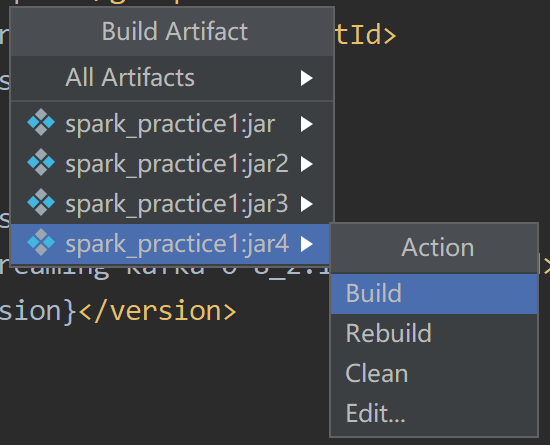 Build Artifact
tId>
All Artifacts
spark_practice1:jar
spark_practice1:jar2
spark_practice1:jar3
spark_practice1:jar4
Action
Build
sion}</version>
Rebuild
Clean
Edit...